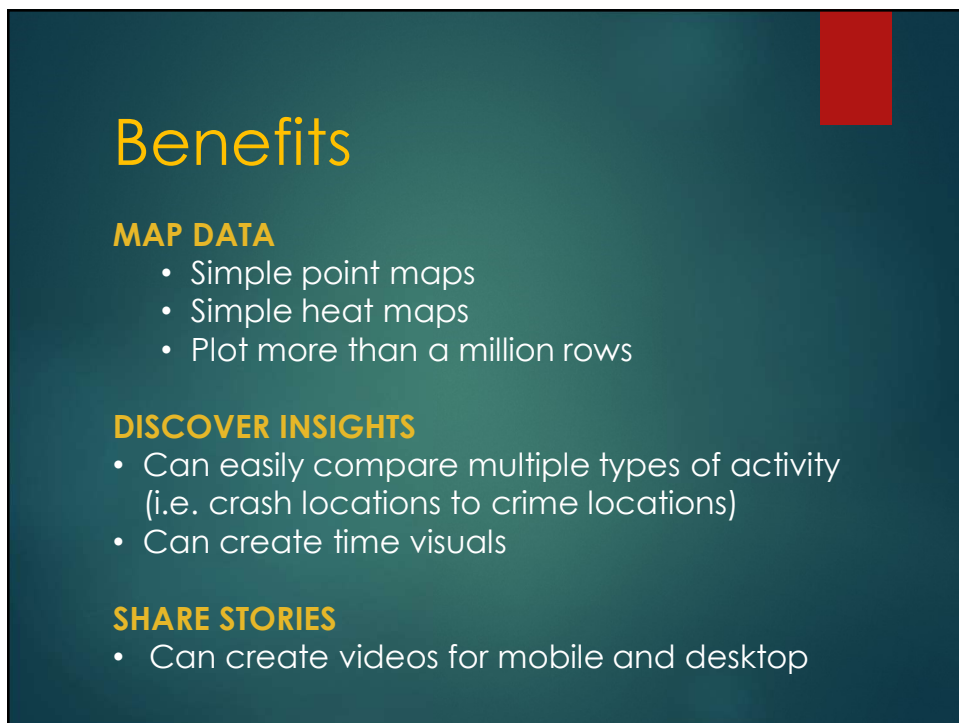 Benefits
MAP DATA
• Simple point maps
• Simple heat maps
• Plot more than a million rows
DISCOVER INSIGHTS
• Can easily compare multiple types of activity
(i.e. crash locations to crime locations)
• Can create time visuals
SHARE STORIES
• Can create videos for mobile and desktop